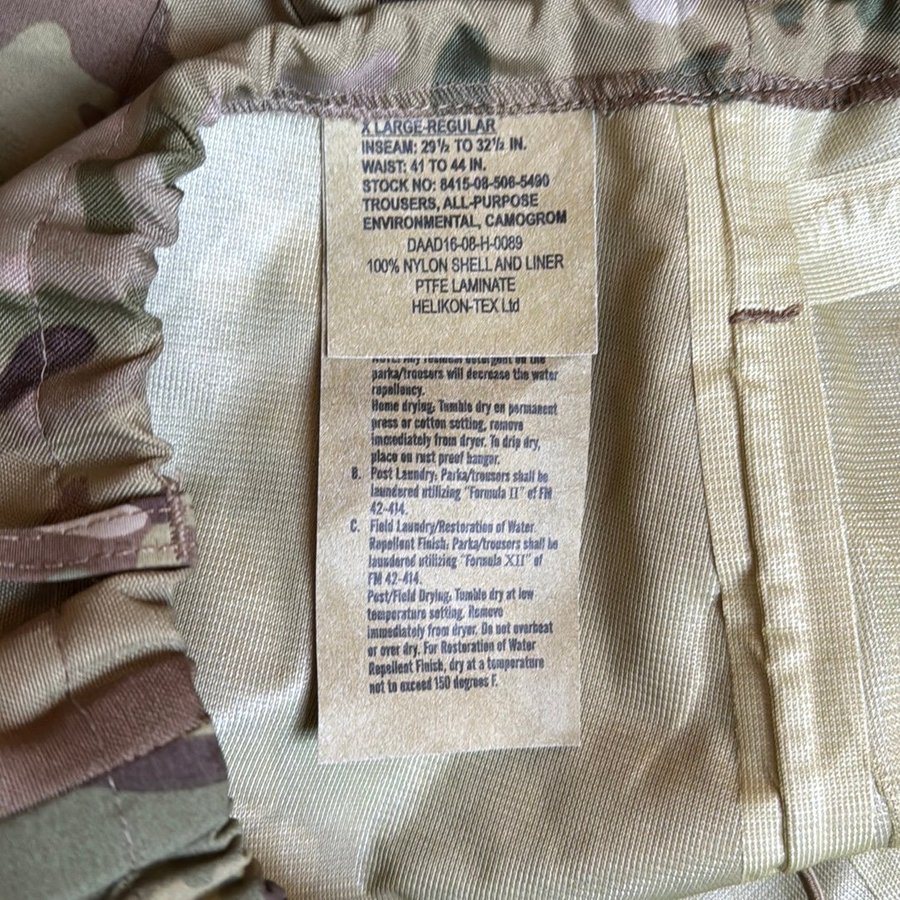 X LARGE-REGULAR
INSEAM: 29½ TO 32½ IN.
WAIST: 41 TO 44 IN.
STOCK NO: 8415-08-506-5490
TROUSERS, ALL-PURPOSE
ENVIRONMENTAL, CAMOGROM
DAAD16-08-H-0089
100% NYLON SHELL AND LINER
PTFE LAMINATE
HELIKON-TEX Ltd
NOTE: Any residual detergent on the
parka/trousers will decrease the water
repellency.
Home drying: Tumble dry on permanent
press or cotton setting, remove
immediately from dryer. To drip dry,
place on rust proof hanger.
B. Post Laundry: Parka/trousers shall be
laundered utilizing "Formula II" of FM
42-414.
C. Field Laundry/Restoration of Water
Repellent Finish: Parka/trousers shall be
laundered utilizing "Formula XII" of
FM 42-414.
Post/Field Drying: Tumble dry at low
temperature setting. Remove
immediately from dryer. Do not overheat
or over dry. For Restoration of Water
Repellent Finish, dry at a temperature
not to exceed 150 degrees F.